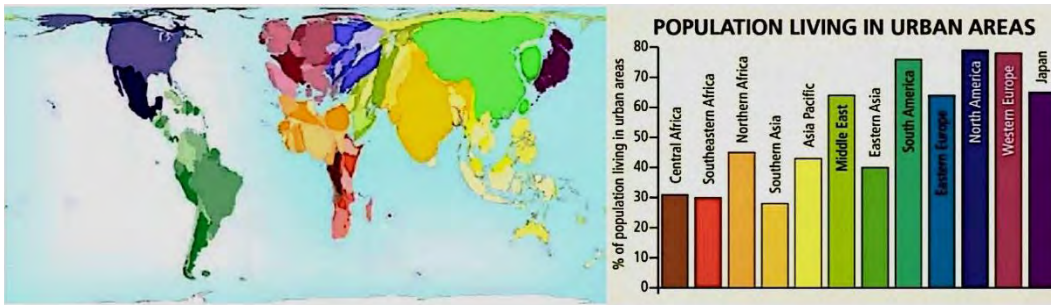 POPULATION LIVING IN URBAN AREAS
% of population living in urban areas
80
70
60
50
40
30
20
10
0
Central Africa
Southeastern Africa
Northern Africa
Southern Asia
Asia Pacific
Middle East
Eastern Asia
South America
Eastern Europe
North America
Western Europe
Japan